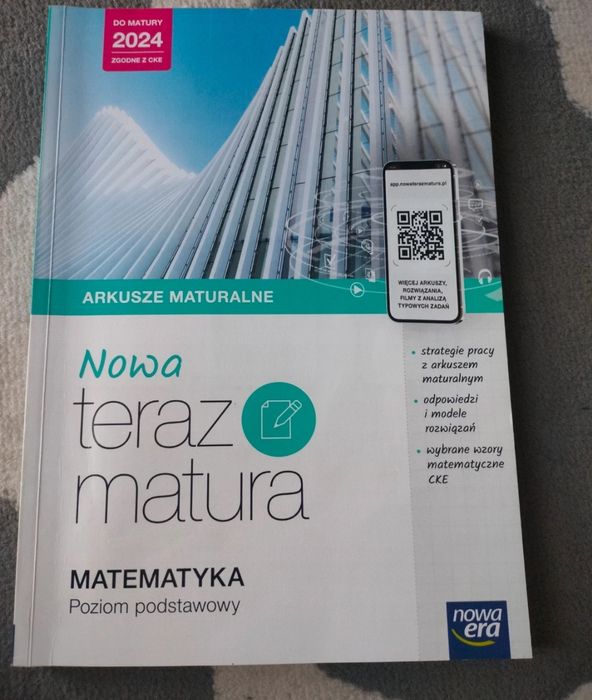 DO MATURY
2024
ZGODNE Z CKE
app.nowaterazmatura.pl
WIĘCEJ ARKUSZY,
ROZWIĄZANIA,
FILMY Z ANALIZĄ
TYPOWYCH ZADAŃ
ARKUSZE MATURALNE
Nowa
teraz
matura
• strategie pracy
z arkuszem
maturalnym
• odpowiedzi
i modele
rozwiązań
• wybrane wzory
matematyczne
CKE
MATEMATYKA
Poziom podstawowy
nowa
era